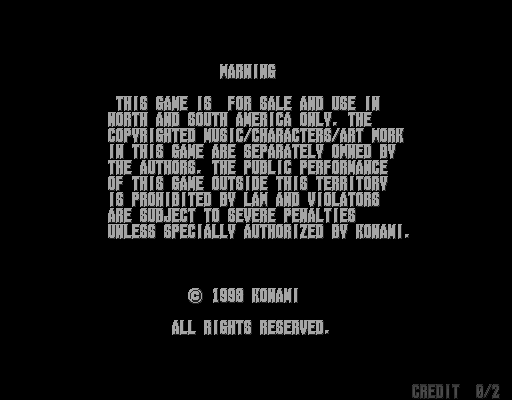 WARNING
THIS GAME IS FOR SALE AND USE IN
NORTH AND SOUTH AMERICA ONLY. THE
COPYRIGHTED MUSIC/CHARACTERS/ART WORK
IN THIS GAME ARE SEPARATELY OWNED BY
THE AUTHORS. THE PUBLIC PERFORMANCE
OF THIS GAME OUTSIDE THIS TERRITORY
IS PROHIBITED BY LAW AND VIOLATORS
ARE SUBJECT TO SEVERE PENALTIES
UNLESS SPECIALLY AUTHORIZED BY KONAMI.
© 1998 KONAMI
ALL RIGHTS RESERVED.
CREDIT 0/2